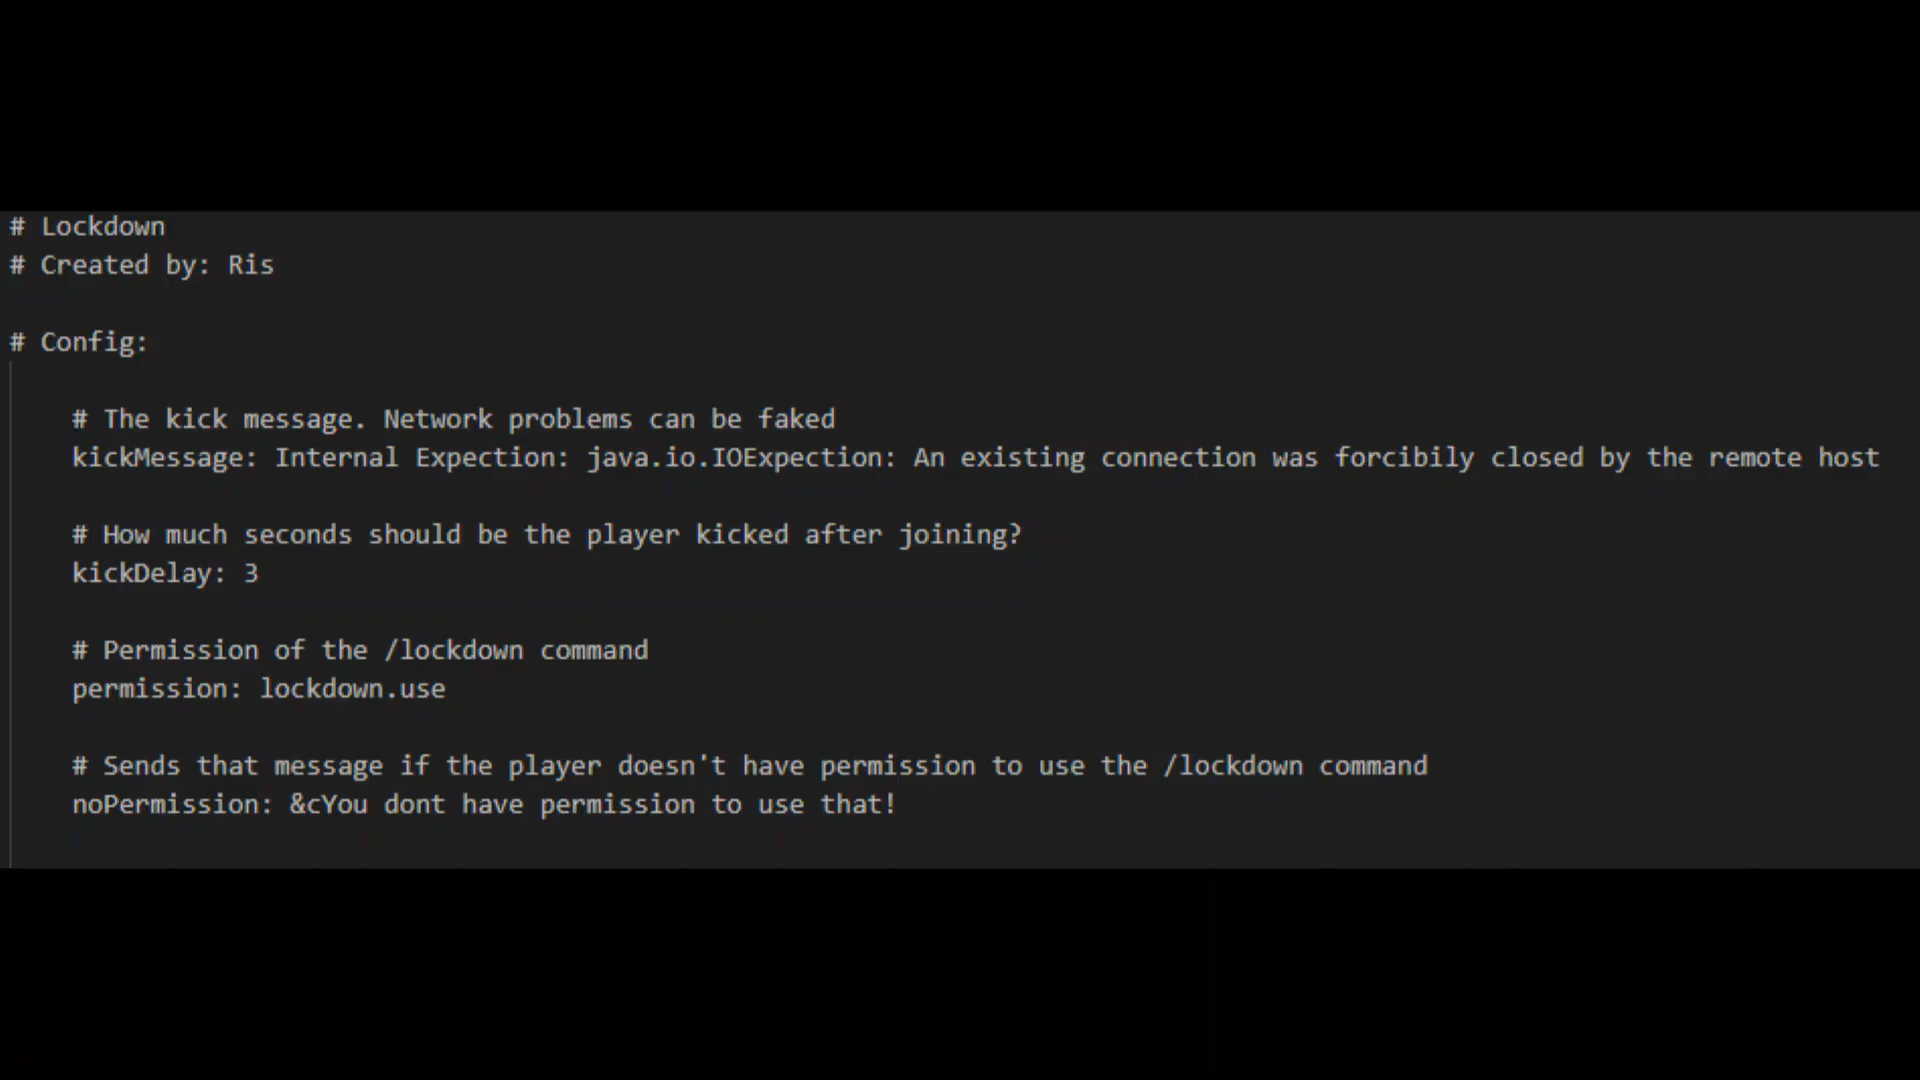 # Lockdown
# Created by: Ris
# Config:
# The kick message. Network problems can be faked
kickMessage: Internal Expection: java.io.IOExpection: An existing connection was forcibily closed by the remote host
# How much seconds should be the player kicked after joining?
kickDelay: 3
# Permission of the /lockdown command
permission: lockdown.use
# Sends that message if the player doesn't have permission to use the /lockdown command
noPermission: &cYou dont have permission to use that!